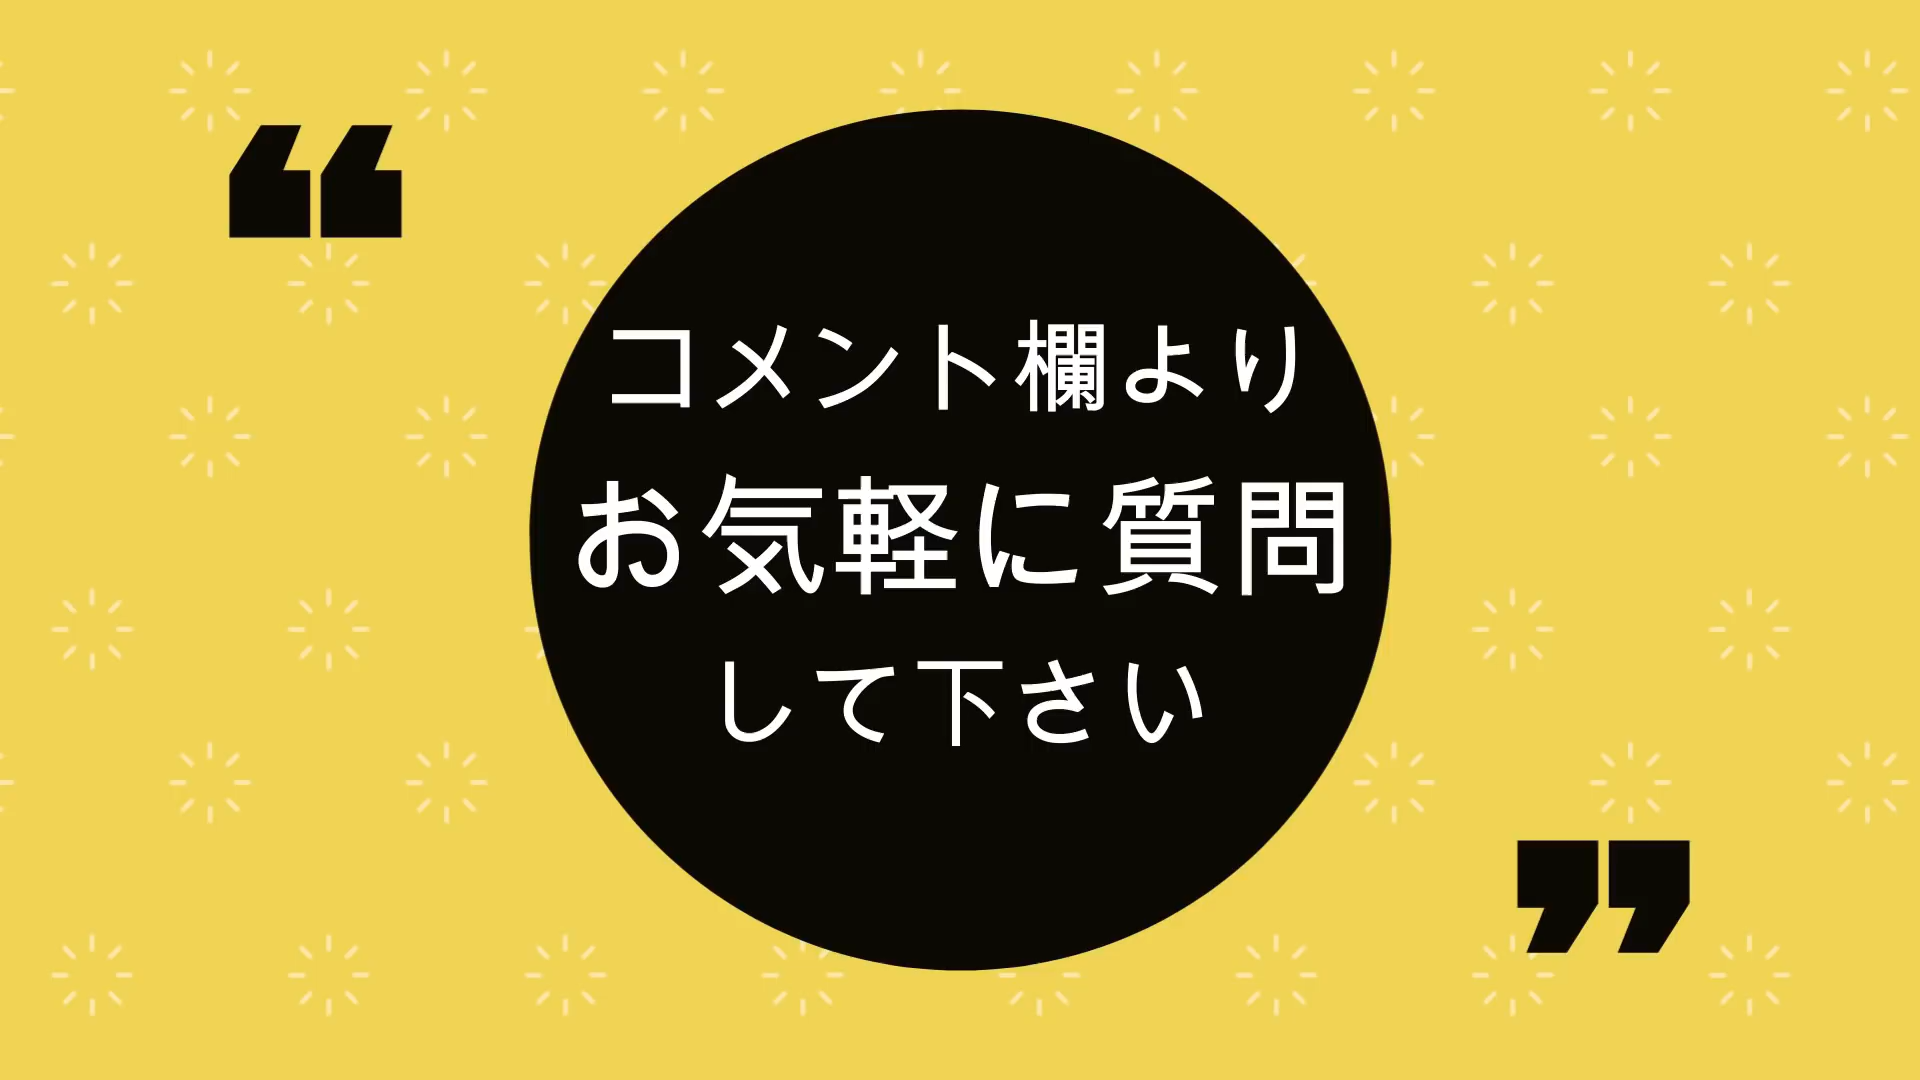 “
コメント欄より
お気軽に質問
して下さい
”